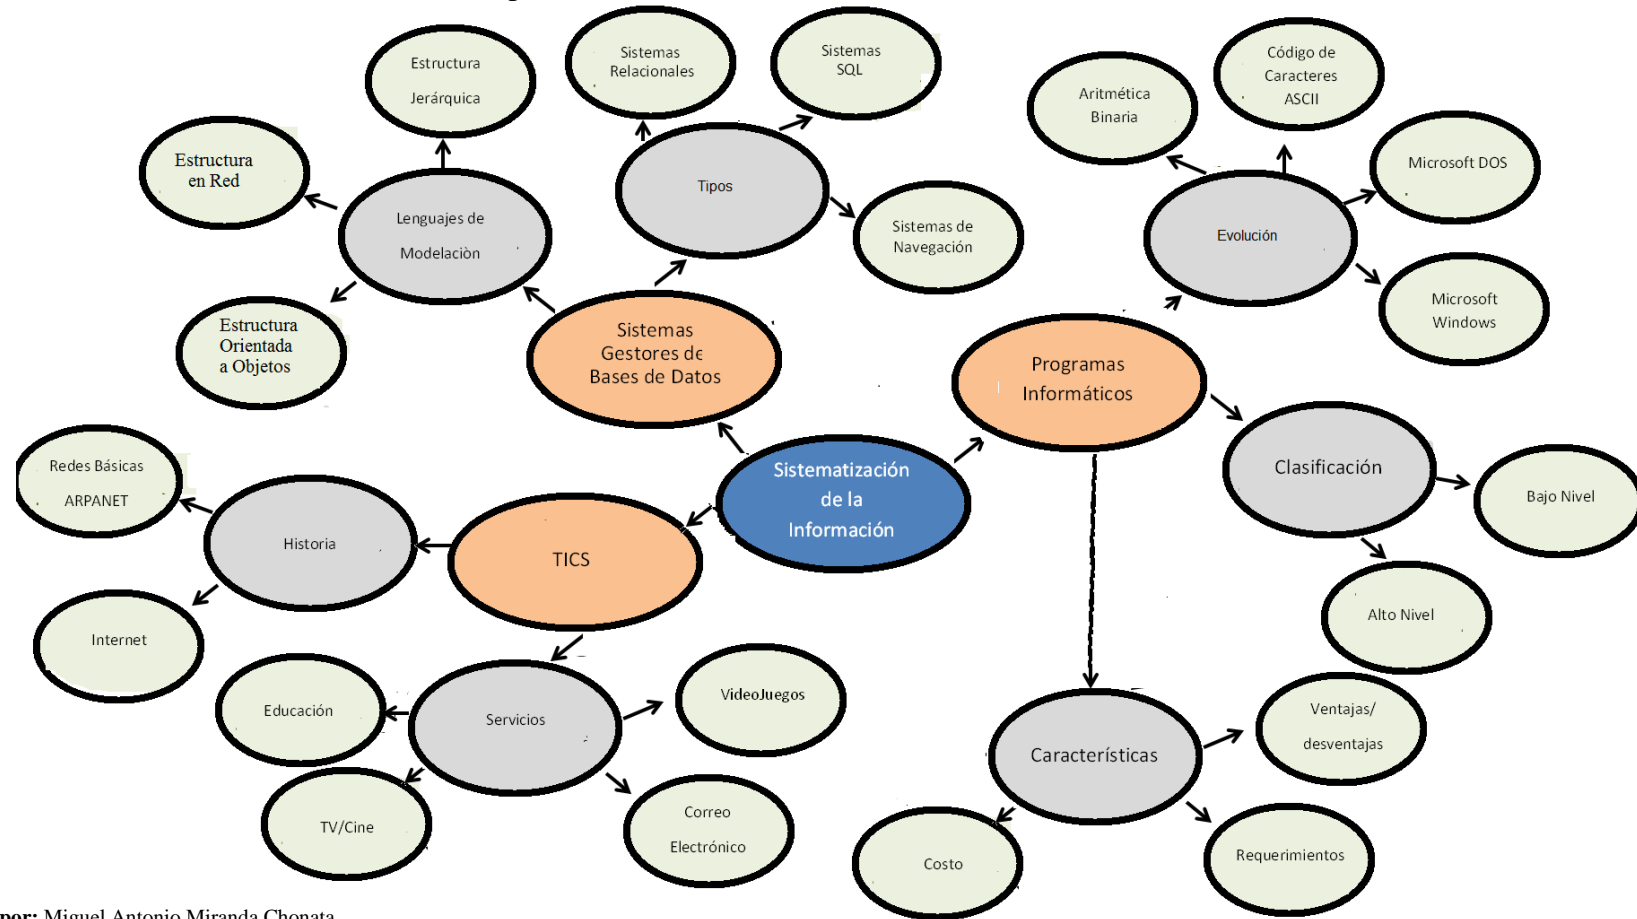 Sistemas
Relacionales
Sistemas
SQL
Estructura
Jerárquica
Código de
Caracteres
ASCII
Aritmética
Binaria
Estructura
en Red
Microsoft DOS
Tipos
Lenguajes de
Modelaciòn
Sistemas de
Navegación
Evolución
Microsoft
Windows
Estructura
Orientada
a Objetos
Sistemas
Gestores de
Bases de Datos
Programas
Informáticos
Redes Básicas
ARPANET
Sistematización
de la
Información
Clasificación
Bajo Nivel
Historia
TICS
Alto Nivel
Internet
Educación
Servicios
VideoJuegos
Ventajas/
desventajas
Características
TV/Cine
Correo
Electrónico
Costo
Requerimientos
por: Miguel Antonio Miranda Chonata